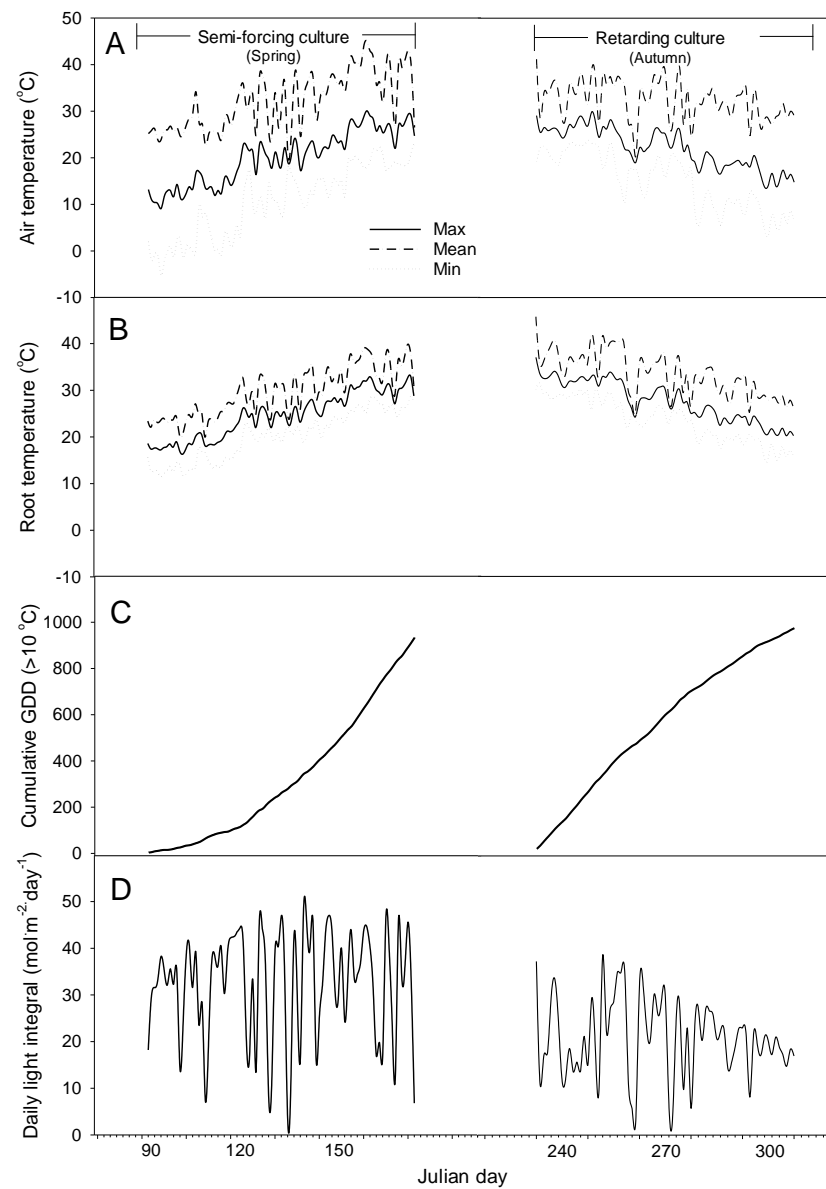 A
Semi-forcing culture
(Spring)
Retarding culture
(Autumn)
50
40
30
20
10
0
-10
Air temperature (°C)
Max
Mean
Min
B
40
30
20
10
0
-10
Root temperature (°C)
C
1000
800
600
400
200
0
Cumulative GDD (>10 °C)
D
50
40
30
20
10
0
Daily light integral (mol·m⁻²·day⁻¹)
90 120 150 240 270 300
Julian day